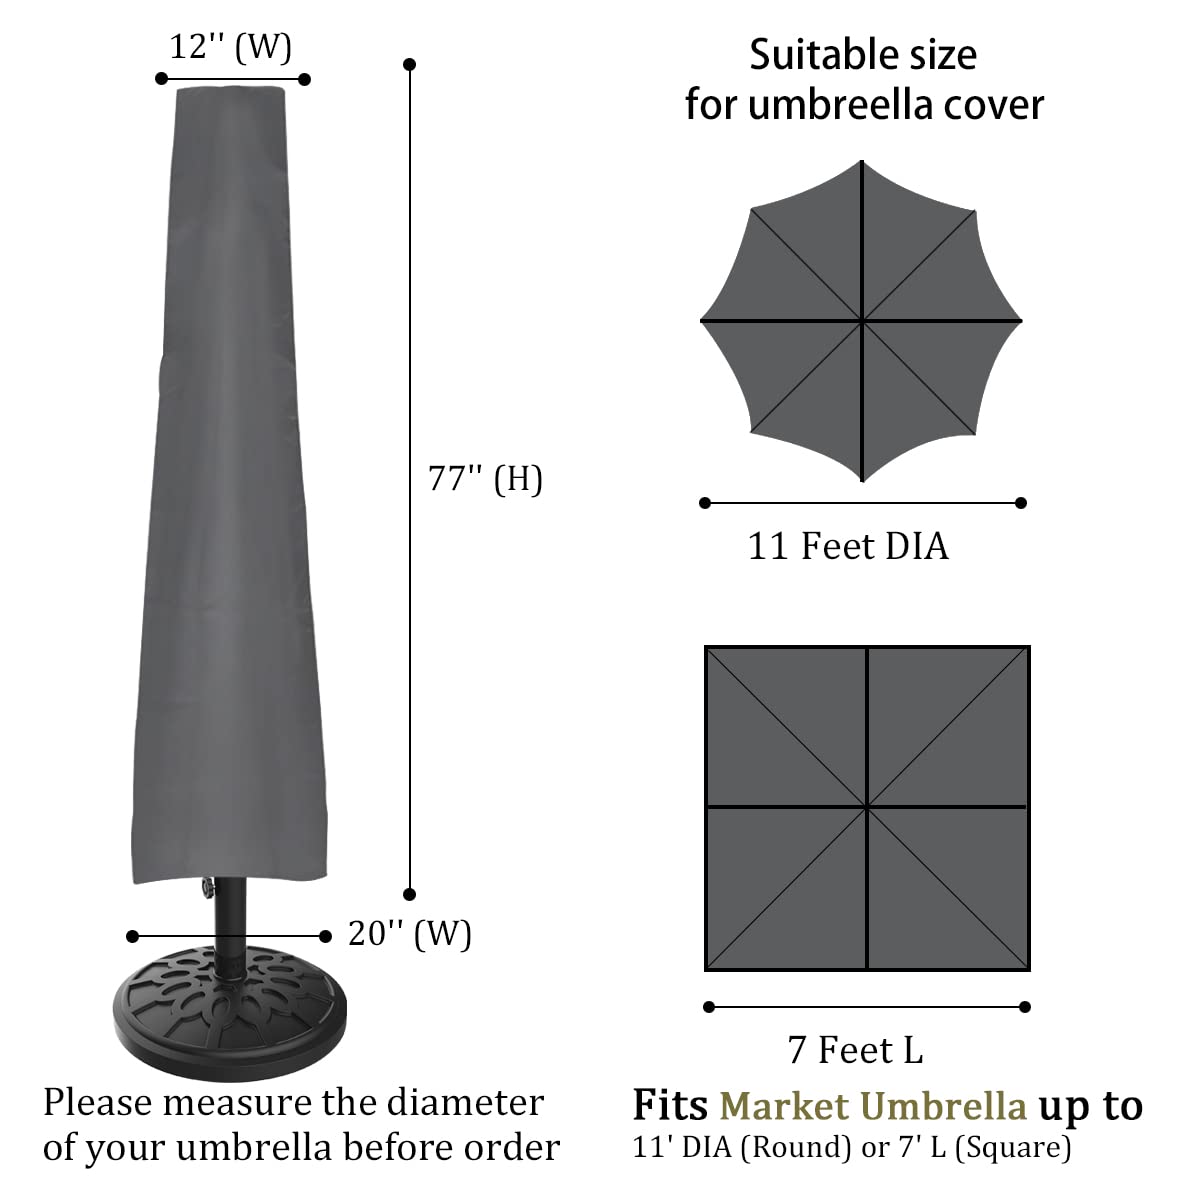 12'' (W)
77'' (H)
20'' (W)
Please measure the diameter
of your umbrella before order
Suitable size
for umbreella cover
11 Feet DIA
7 Feet L
Fits Market Umbrella up to
11' DIA (Round) or 7' L (Square)